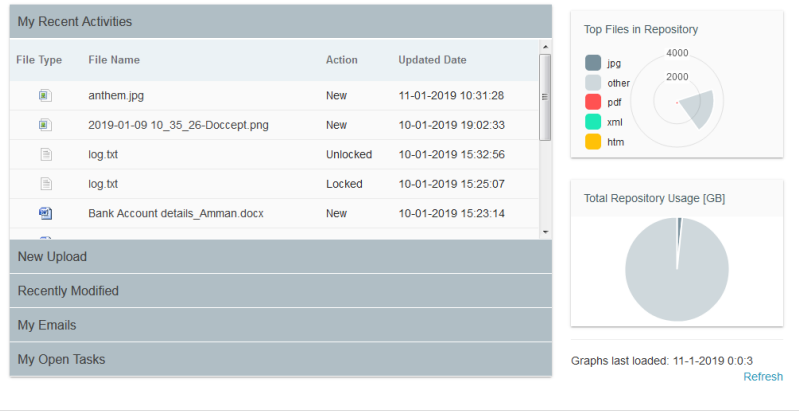 My Recent Activities
File Type File Name Action Updated Date
anthem.jpg New 11-01-2019 10:31:28
2019-01-09 10_35_26-Doccept.png New 10-01-2019 19:02:33
log.txt Unlocked 10-01-2019 15:32:56
log.txt Locked 10-01-2019 15:25:07
Bank Account details_Amman.docx New 10-01-2019 15:23:14
New Upload
Recently Modified
My Emails
My Open Tasks
Top Files in Repository
4000
2000
jpg
other
pdf
xml
htm
Total Repository Usage [GB]
Graphs last loaded: 11-1-2019 0:0:3
Refresh